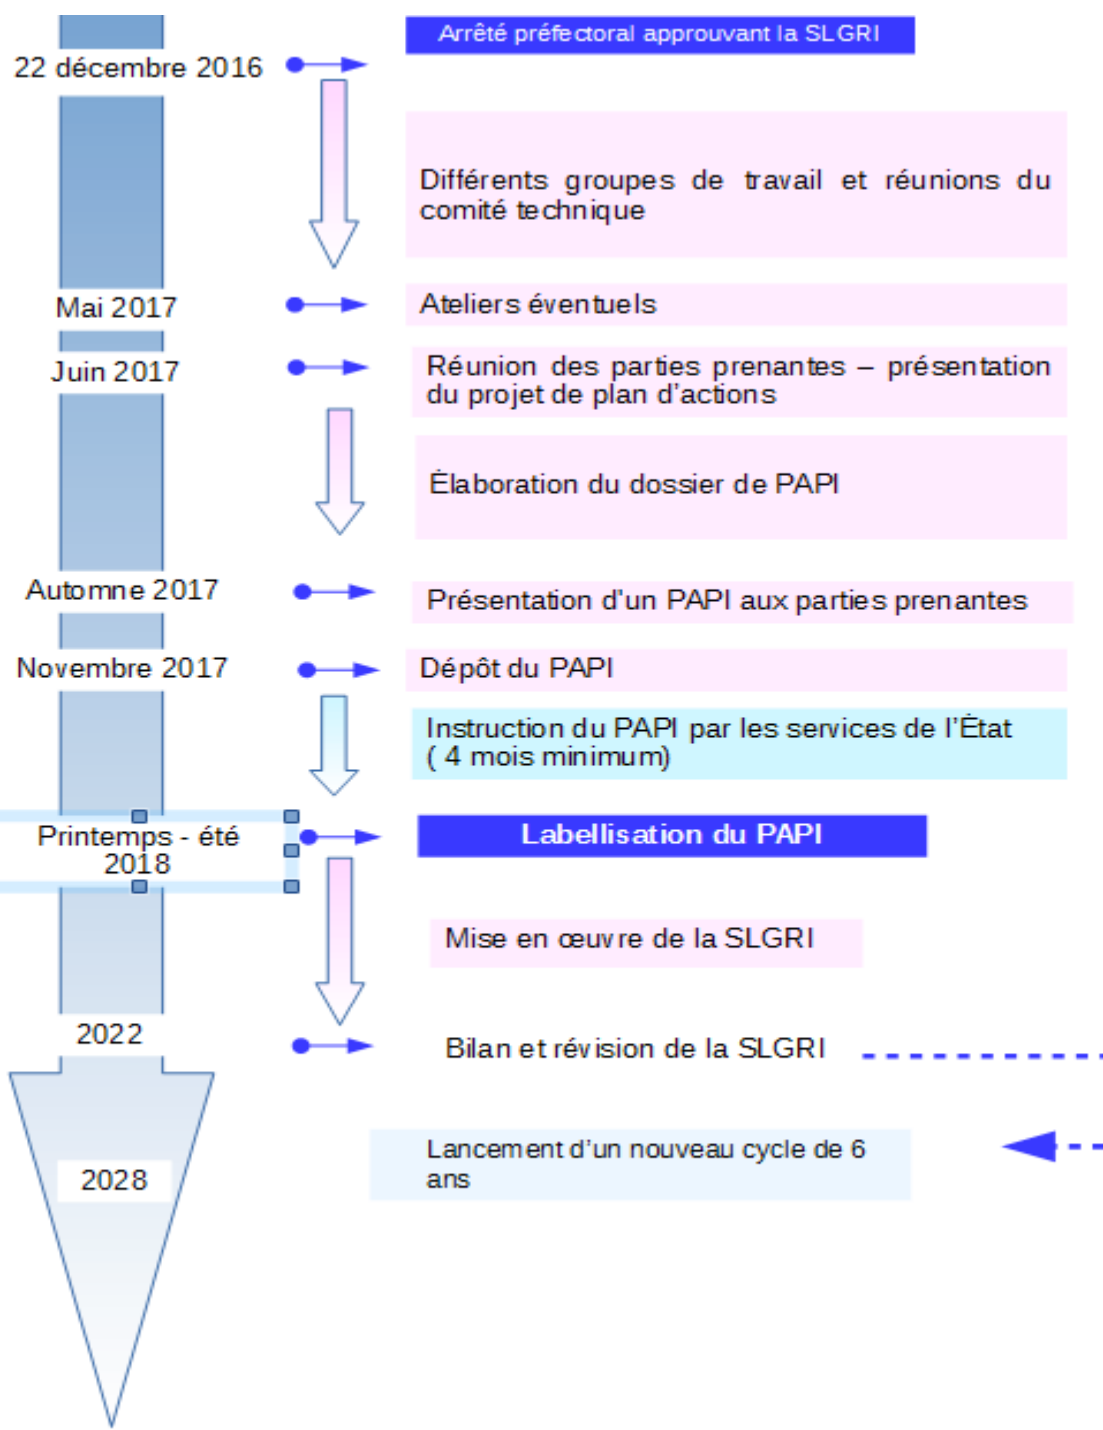 Arrêté préfectoral approuvant la SLGRI
22 décembre 2016
Différents groupes de travail et réunions du
comité technique
Mai 2017
Ateliers éventuels
Juin 2017
Réunion des parties prenantes – présentation
du projet de plan d'actions
Élaboration du dossier de PAPI
Automne 2017
Présentation d'un PAPI aux parties prenantes
Novembre 2017
Dépôt du PAPI
Instruction du PAPI par les services de l'État
( 4 mois minimum)
Printemps - été
2018
Labellisation du PAPI
Mise en œuvre de la SLGRI
2022
Bilan et révision de la SLGRI
Lancement d'un nouveau cycle de 6
ans
2028